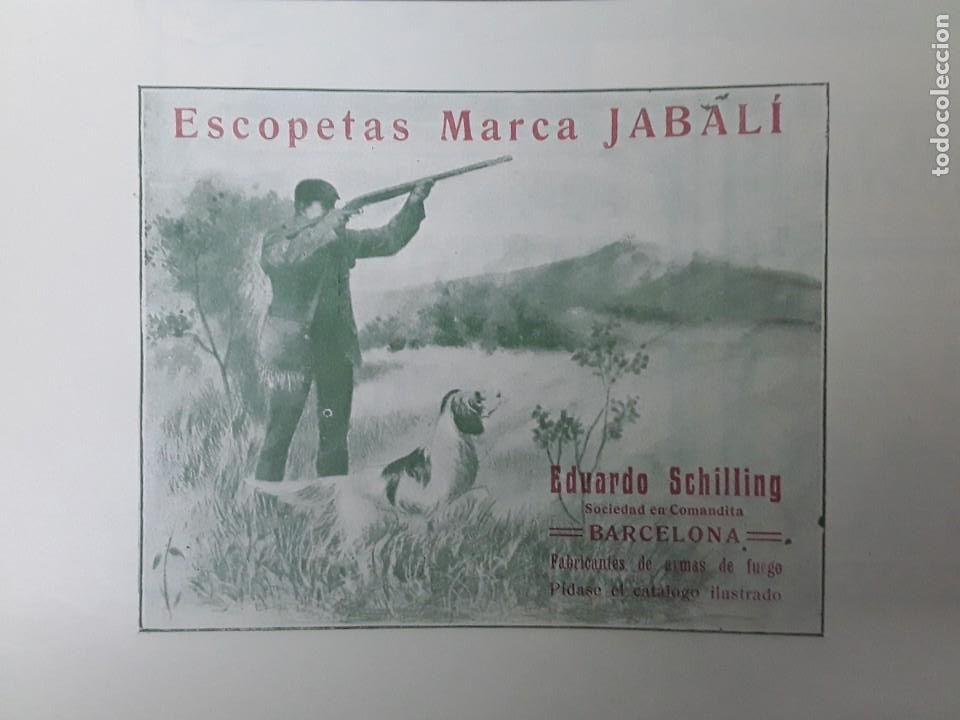 Escopetas Marca JABALÍ
Eduardo Schilling
Sociedad en Comandita
BARCELONA
Fabricantes de armas de fuego
Pídase el catálogo ilustrado
todocoleccion